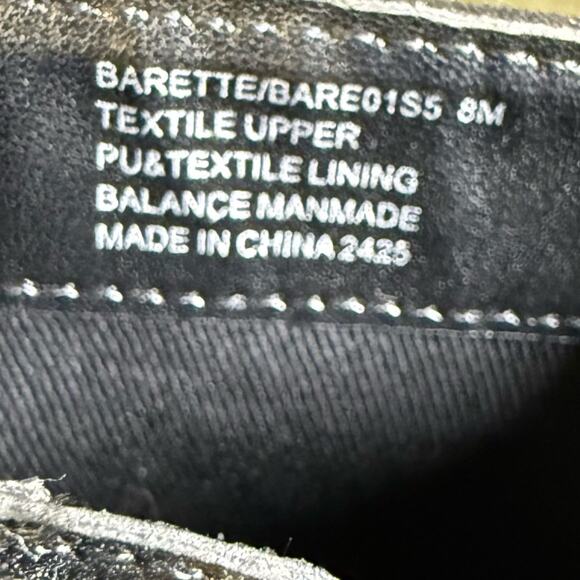 BARETTE/BARE01S5 8M
TEXTILE UPPER
PU&TEXTILE LINING
BALANCE MANMADE
MADE IN CHINA 2425